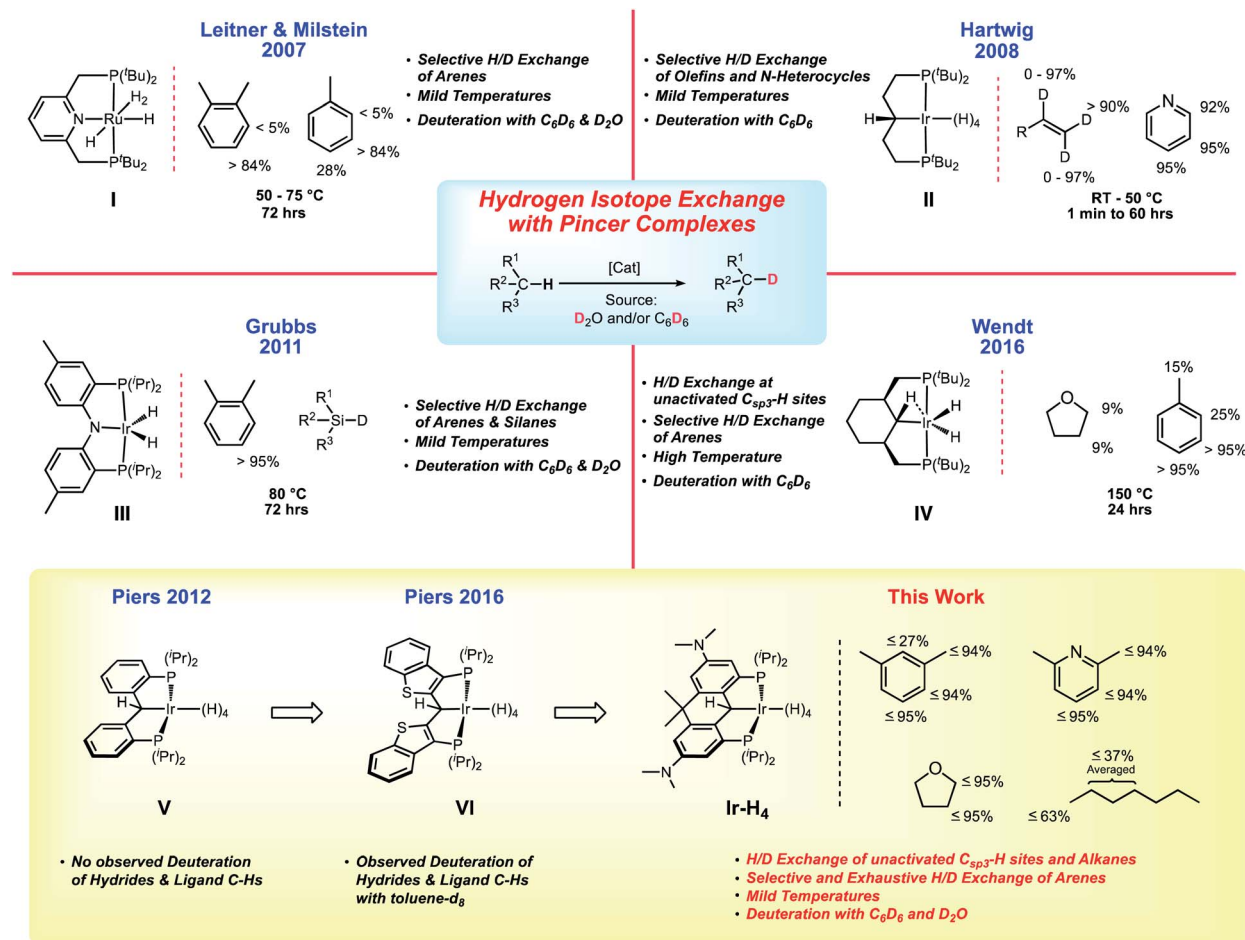 Leitner & Milstein
2007
P(tBu)2
H2
N
Ru
H
H
PtBu2
I
< 5%
> 84%
< 5%
> 84%
28%
50 - 75 °C
72 hrs
• Selective H/D Exchange
of Arenes
• Mild Temperatures
• Deuteration with C6D6 & D2O
Hartwig
2008
• Selective H/D Exchange
of Olefins and N-Heterocycles
• Mild Temperatures
• Deuteration with C6D6
P(tBu)2
H
Ir
(H)4
P(tBu)2
II
0 - 97%
D
> 90%
D
R
D
0 - 97%
N
92%
95%
95%
RT - 50 °C
1 min to 60 hrs
Hydrogen Isotope Exchange
with Pincer Complexes
R1
R2
C
H
R3
[Cat]
Source:
D2O and/or C6D6
R1
R2
C
D
R3
Grubbs
2011
P(iPr)2
H
N
Ir
H
P(iPr)2
III
> 95%
R1
R2
Si
D
R3
80 °C
72 hrs
• Selective H/D Exchange
of Arenes & Silanes
• Mild Temperatures
• Deuteration with C6D6 & D2O
Wendt
2016
• H/D Exchange at
unactivated Csp3-H sites
• Selective H/D Exchange
of Arenes
• High Temperature
• Deuteration with C6D6
P(tBu)2
H
H
Ir
H
P(tBu)2
IV
O
9%
9%
15%
25%
> 95%
> 95%
150 °C
24 hrs
Piers 2012
(iPr)2
P
H
Ir
(H)4
P
(iPr)2
V
• No observed Deuteration
of Hydrides & Ligand C-Hs
Piers 2016
(iPr)2
P
S
H
Ir
(H)4
S
P
(iPr)2
VI
• Observed Deuteration of
Hydrides & Ligand C-Hs
with toluene-d8
This Work
N
iPr2
P
H
Ir
(H)4
P
iPr2
N
Ir-H4
≤ 27%
≤ 94%
≤ 94%
≤ 95%
N
≤ 94%
≤ 94%
≤ 95%
O
≤ 95%
≤ 95%
≤ 37%
Averaged
≤ 63%
• H/D Exchange of unactivated Csp3-H sites and Alkanes
• Selective and Exhaustive H/D Exchange of Arenes
• Mild Temperatures
• Deuteration with C6D6 and D2O